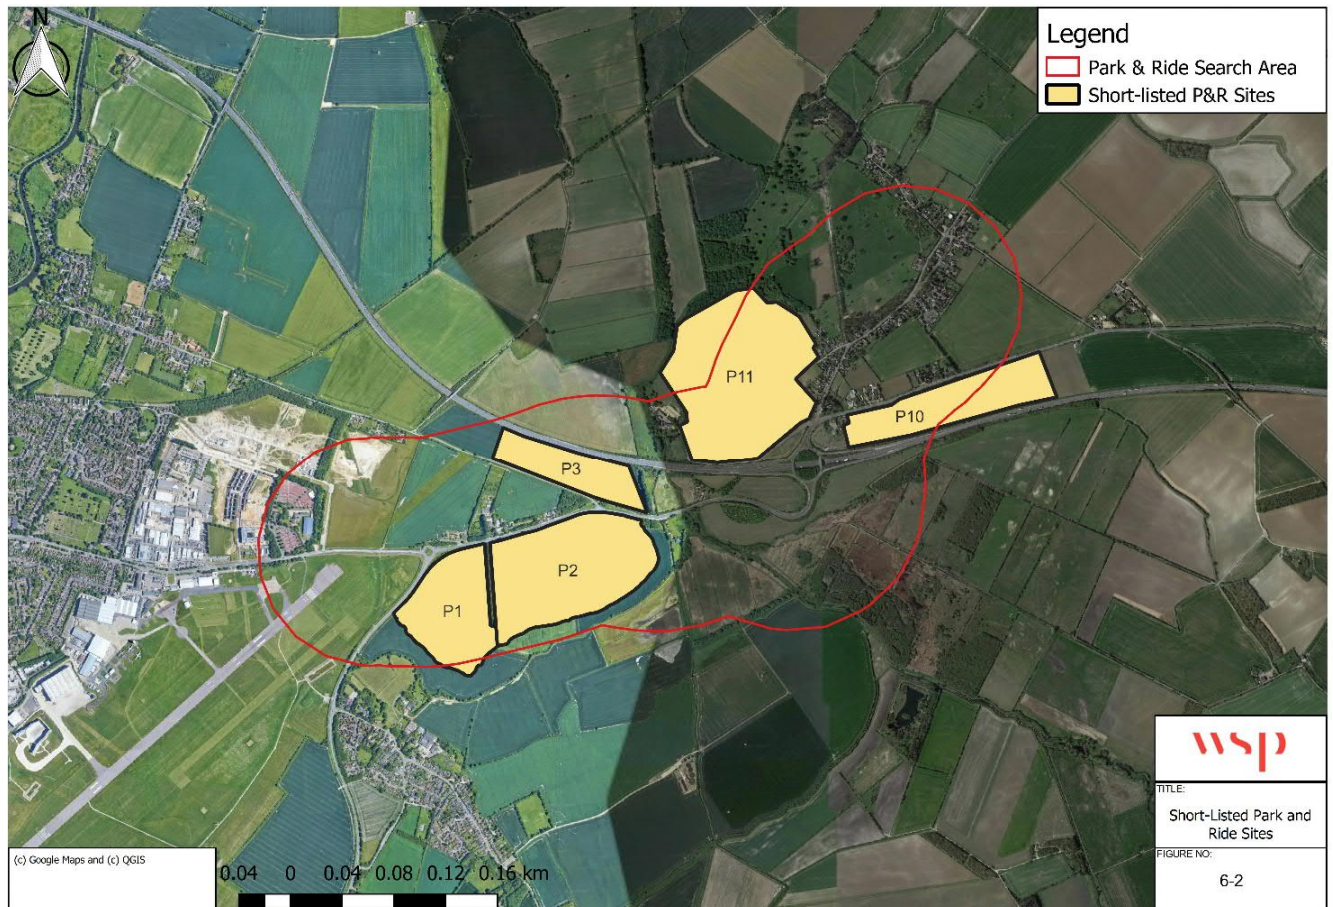 N
Legend
Park & Ride Search Area
Short-listed P&R Sites
P11
P10
P3
P2
P1
wsp
TITLE:
Short-Listed Park and
Ride Sites
FIGURE NO:
6-2
(c) Google Maps and (c) QGIS
0.04 0 0.04 0.08 0.12 0.16 km